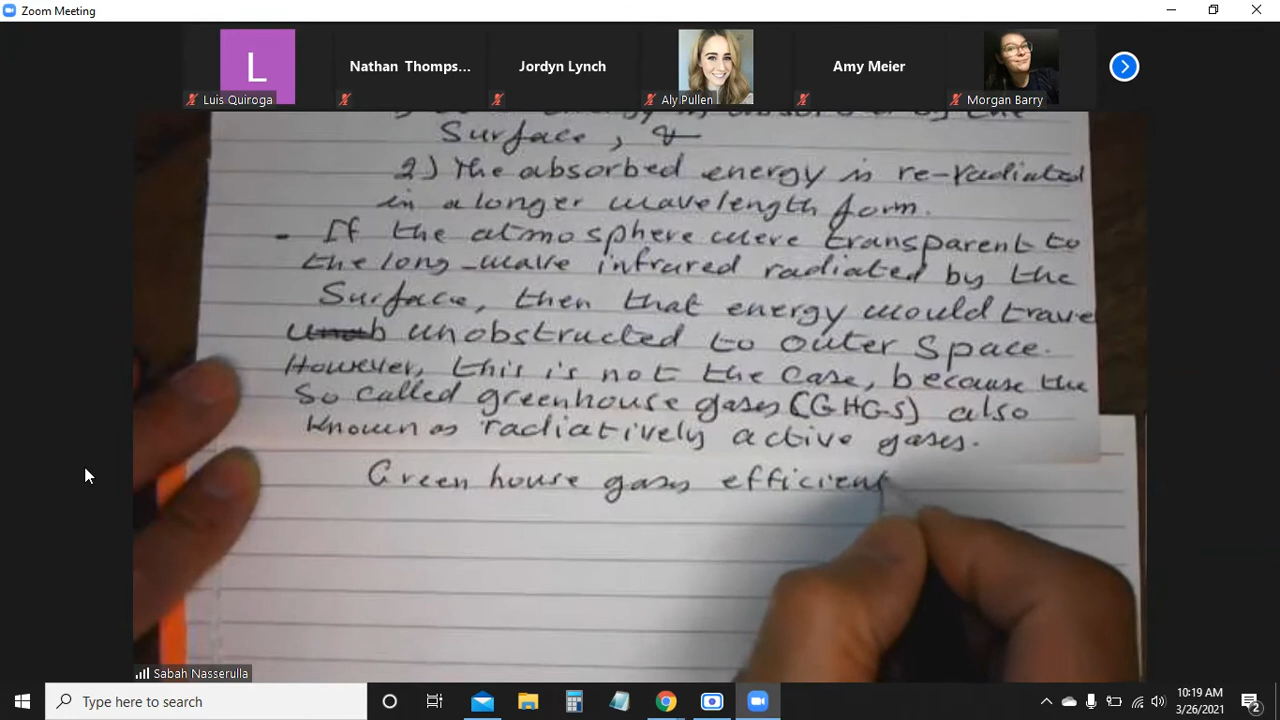 Zoom Meeting
L
Luis Quiroga
Nathan Thomps...
Jordyn Lynch
Aly Pullen
Amy Meier
Morgan Barry
the
Surface,
2) the absorbed energy is re-radiated
in a longer wavelength form.
- If the atmosphere were transparent to
the long-wave infrared radiated by the
Surface, then that energy would trave
unobstructed to outer space.
However, this is not the case, because the
So called greenhouse gases (GHGs) also
Known as radiatively active gases.
Green house gases efficient
Sabah Nasserulla
Type here to search
10:19 AM
3/26/2021
2